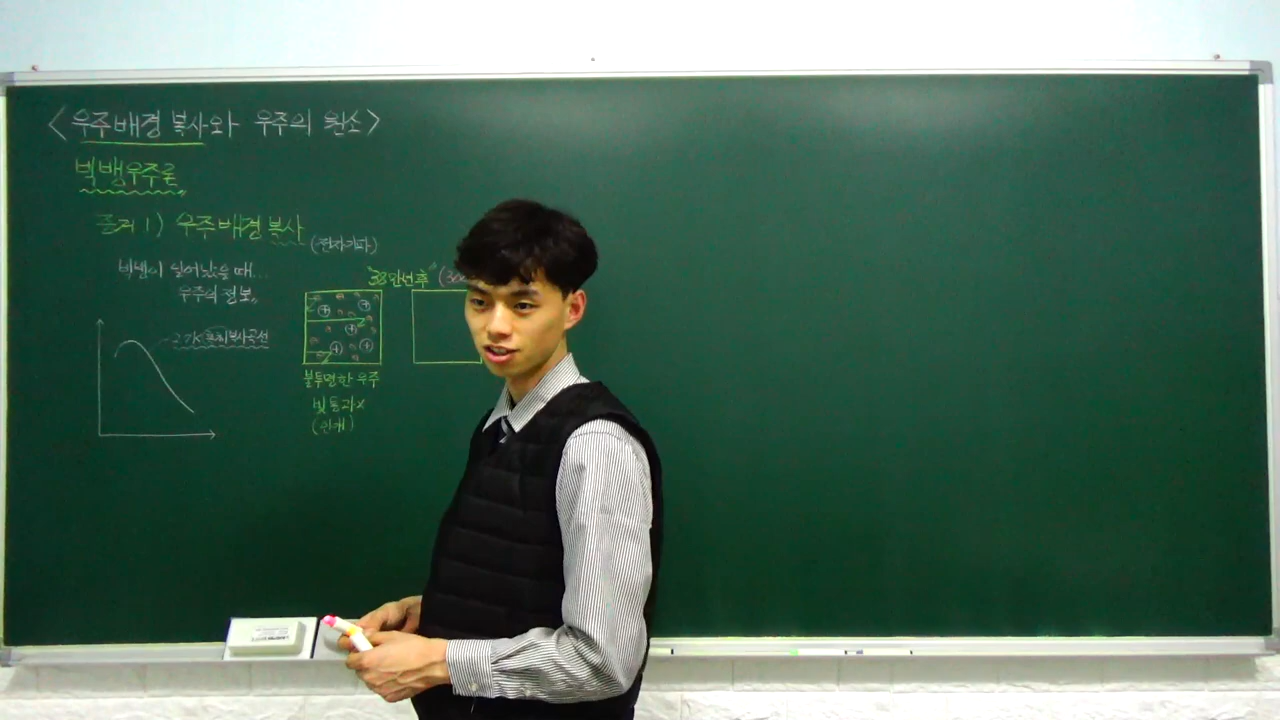 <우주배경 복사와 우주의 원소>
빅뱅우주론
증거 1) 우주배경 복사
(전자기파)
빅뱅이 일어났을 때...
우주의 정보,,
"38만년후" (300
2.7K 흑체복사곡선
불투명한 우주
빛 통과 x
(안개)